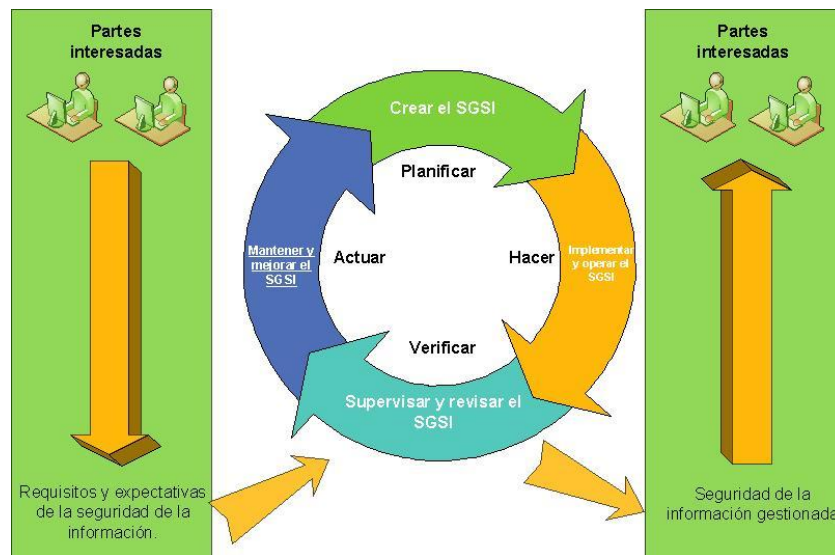 Partes
interesadas
Requisitos y expectativas
de la seguridad de la
información.
Crear el SGSI
Planificar
Mantener y
mejorar el
SGSI
Actuar
Hacer
Implementar
y operar el
SGSI
Verificar
Supervisar y revisar el
SGSI
Partes
interesadas
Seguridad de la
información gestionada